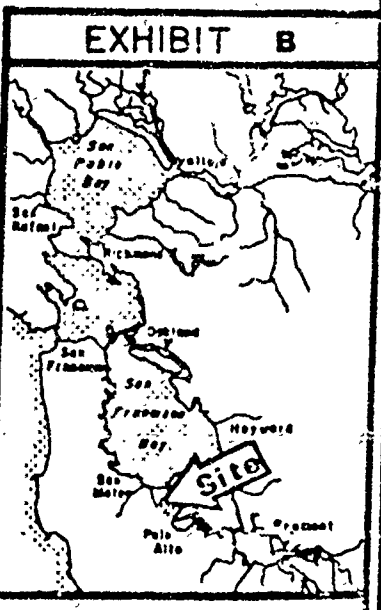 EXHIBIT B
San
Pablo
Bay
Vallejo
San
Rafael
Richmond
Oakland
San
Francisco
San
Francisco
Bay
Hayward
Site
San
Mateo
Palo
Alto
Fremont